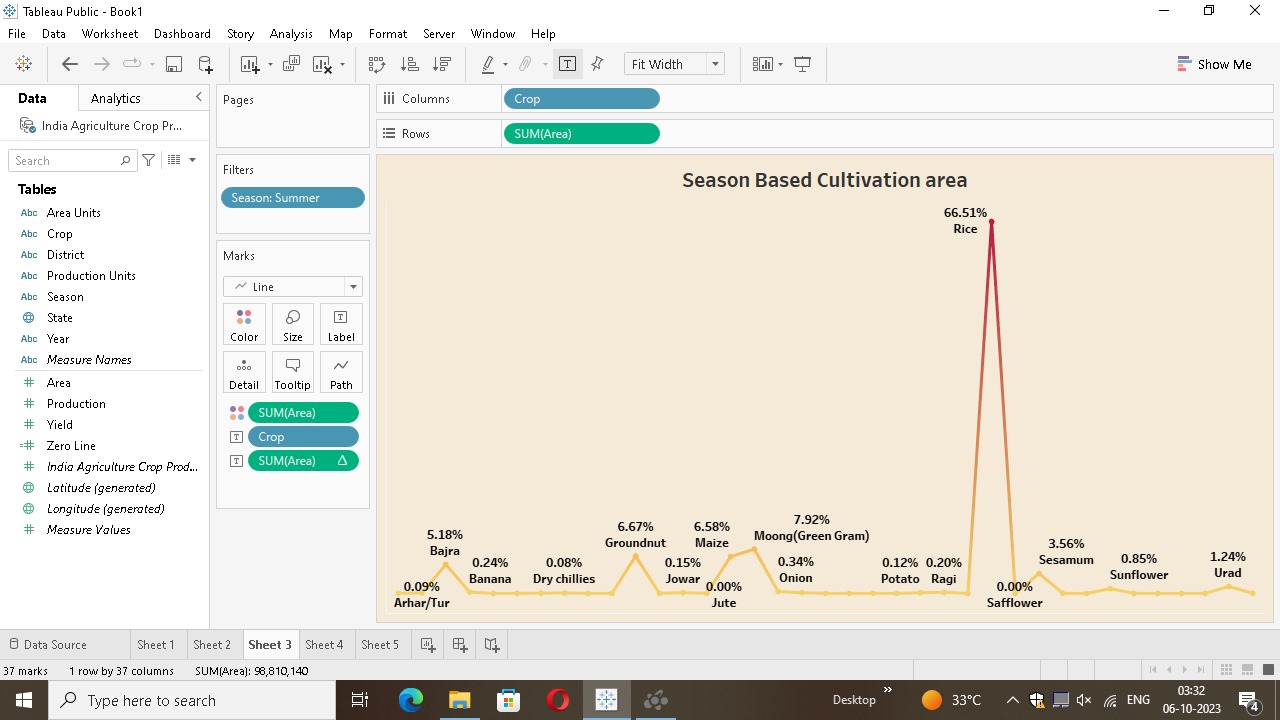 Tableau Public - Book1
File Data Worksheet Dashboard Story Analysis Map Format Server Window Help
Fit Width
Show Me
Data Analytics
India Agriculture Crop Pr...
Search
Tables
Abc Area Units
Abc Crop
Abc District
Abc Production Units
Abc Season
State
Abc Year
Abc Measure Names
Area
Production
Yield
Zero Line
India Agriculture Crop Prod...
Latitude (generated)
Longitude (generated)
Measure Values
Pages
Filters
Season: Summer
Marks
Line
Color Size Label
Detail Tooltip Path
SUM(Area)
Crop
SUM(Area)
Columns Crop
Rows SUM(Area)
Season Based Cultivation area
66.51%
Rice
5.18%
Bajra
0.09%
Arhar/Tur
0.24%
Banana
0.08%
Dry chillies
6.67%
Groundnut
0.15%
Jowar
6.58%
Maize
0.00%
Jute
7.92%
Moong(Green Gram)
0.34%
Onion
0.12%
Potato
0.20%
Ragi
0.00%
Safflower
3.56%
Sesamum
0.85%
Sunflower
1.24%
Urad
Data Source Sheet 1 Sheet 2 Sheet 3 Sheet 4 Sheet 5
37 marks 1 row by 37 columns SUM(Area): 98,810,140
Type here to search
Desktop
33°C
ENG
03:32
06-10-2023
4